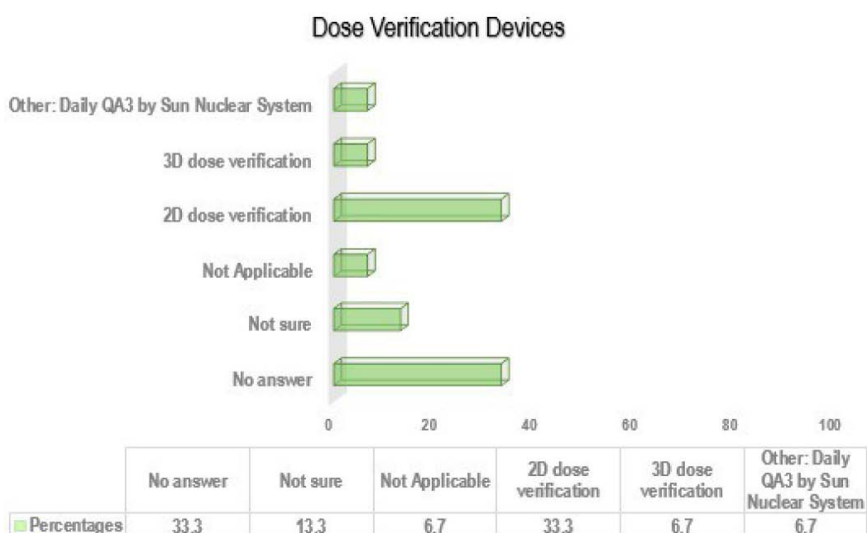 Dose Verification Devices
Other: Daily QA3 by Sun Nuclear System
3D dose verification
2D dose verification
Not Applicable
Not sure
No answer
0 20 40 60 80 100
No answer Not sure Not Applicable 2D dose verification 3D dose verification Other: Daily QA3 by Sun Nuclear System
Percentages 33.3 13.3 6.7 33.3 6.7 6.7